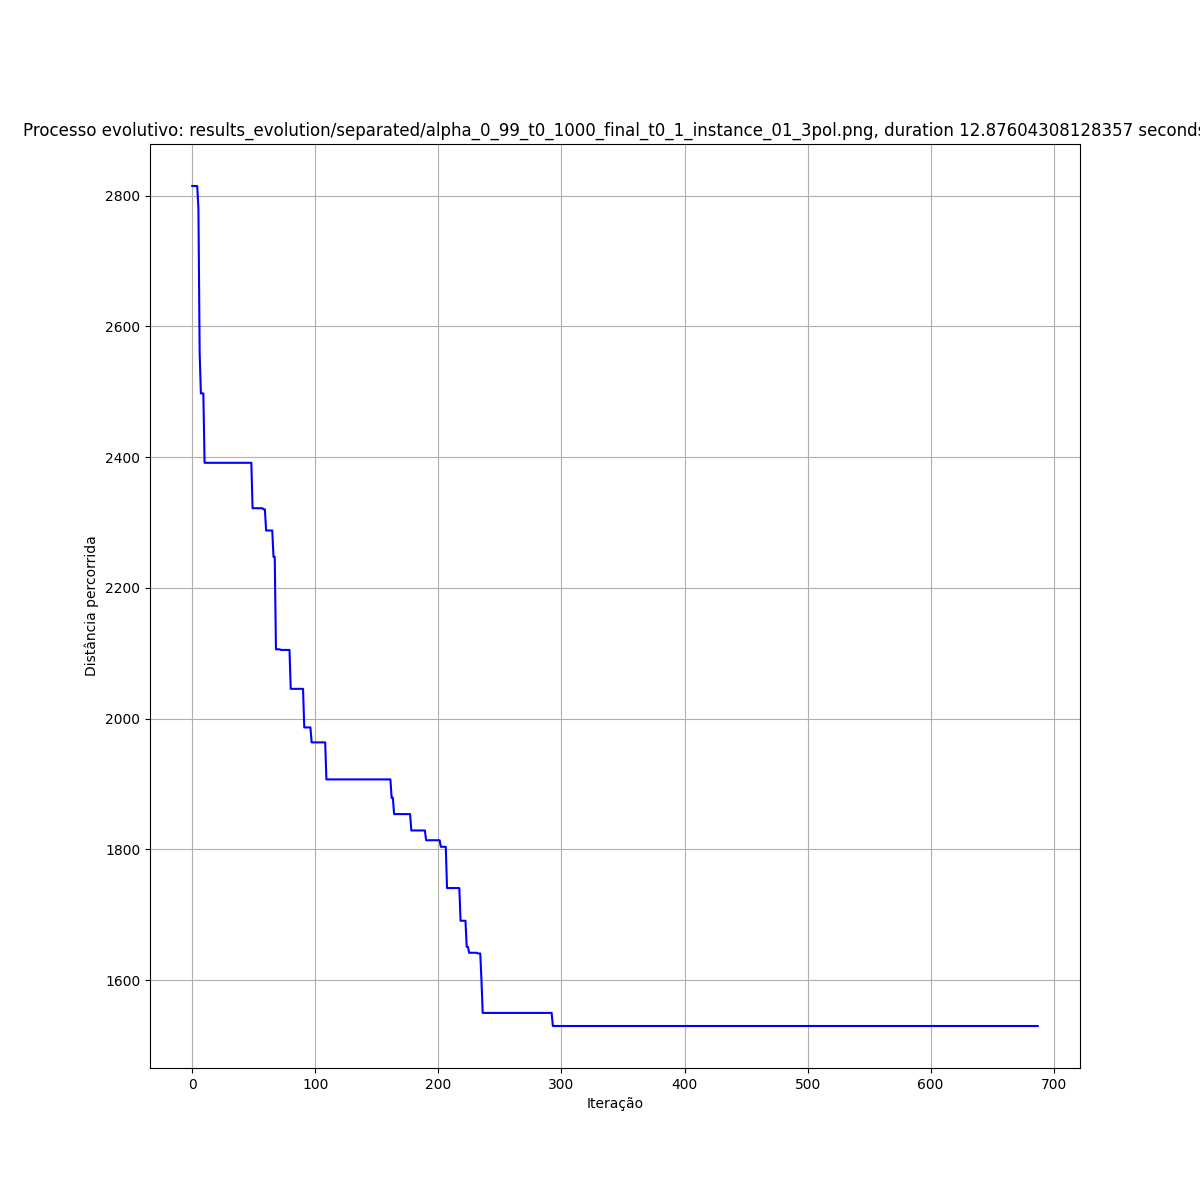 Processo evolutivo: results_evolution/separated/alpha_0_99_t0_1000_final_t0_1_instance_01_3pol.png, duration 12.87604308128357 seconds
2800
2600
2400
2200
2000
1800
1600
Distância percorrida
0 100 200 300 400 500 600 700
Iteração